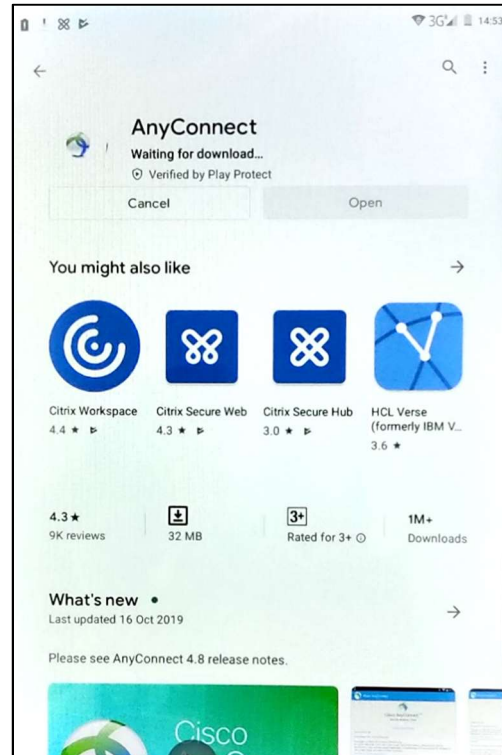 3G 14:53
AnyConnect
Waiting for download...
Verified by Play Protect
Cancel
Open
You might also like
Citrix Workspace
4.4 ★
Citrix Secure Web
4.3 ★
Citrix Secure Hub
3.0 ★
HCL Verse
(formerly IBM V...
3.6 ★
4.3 ★
9K reviews
32 MB
3+
Rated for 3+
1M+
Downloads
What's new •
Last updated 16 Oct 2019
Please see AnyConnect 4.8 release notes.
Cisco